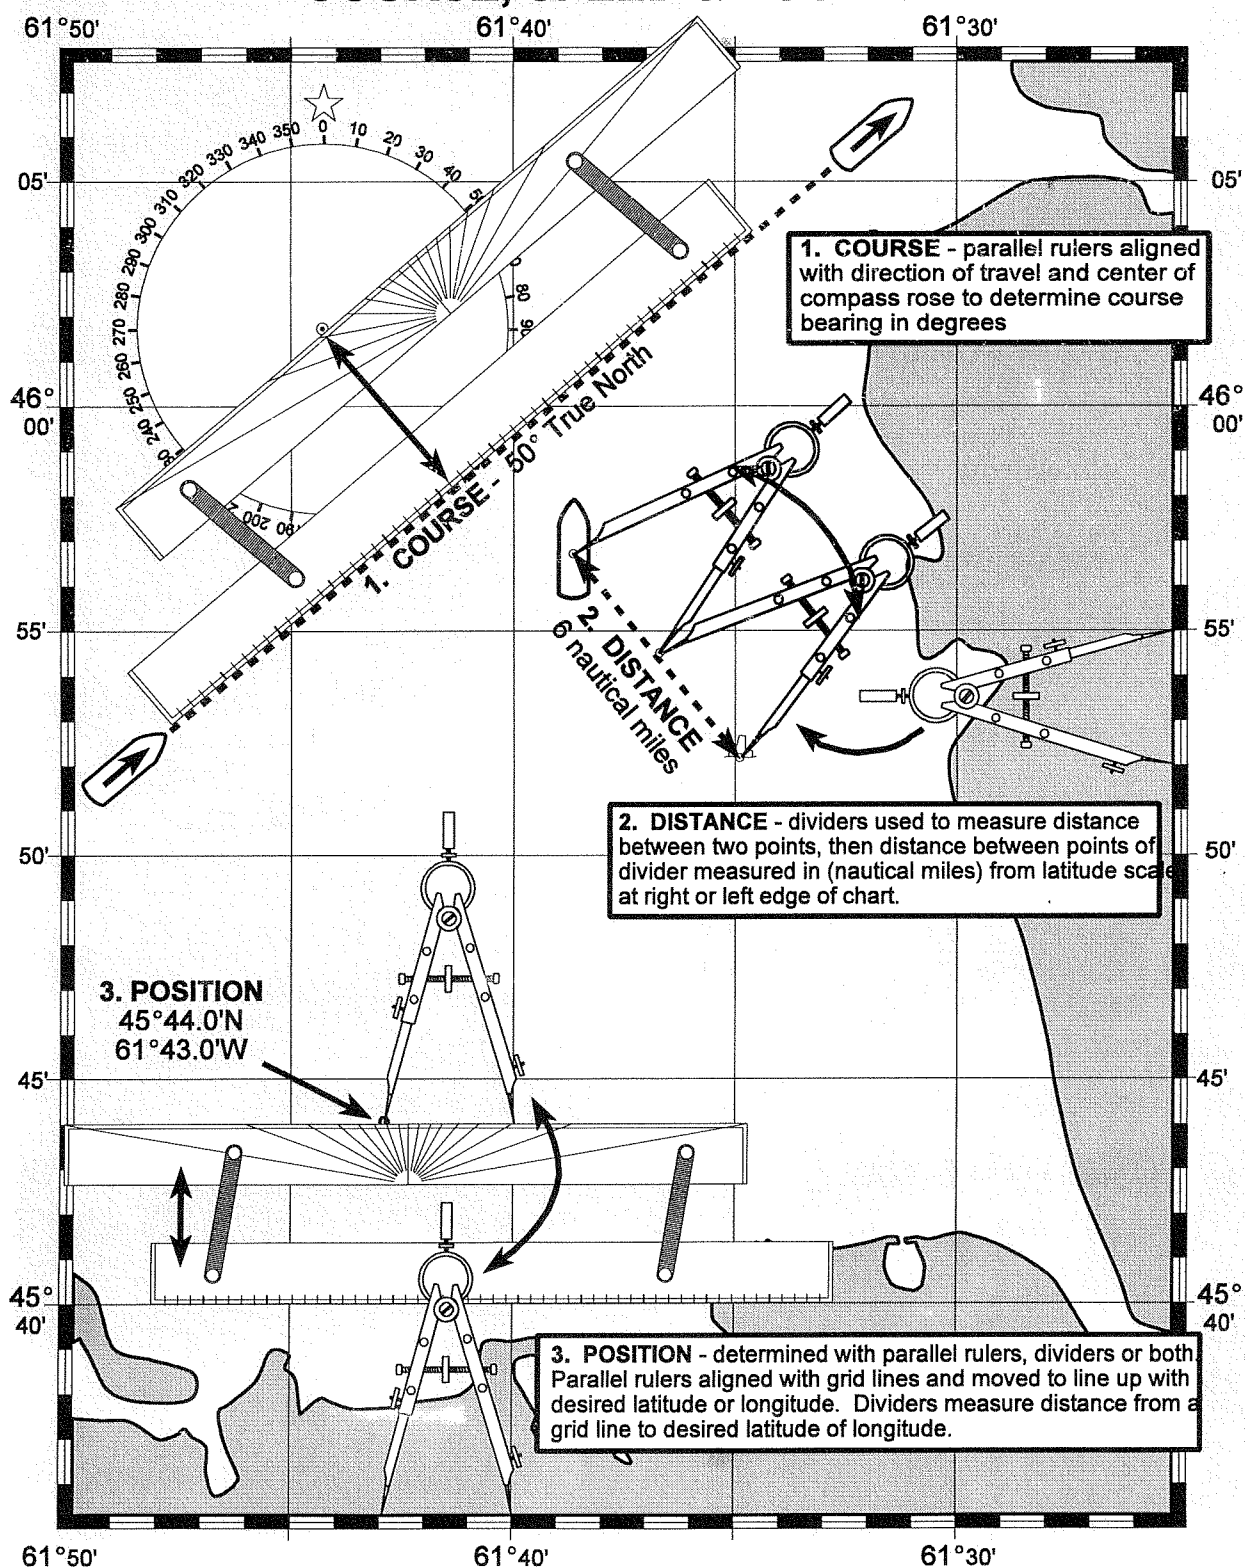 61°50' 61°40' 61°30'
340 350 0 10 20 30 40
330
320
310
300
290
280
270
260
250
240
80
200 190
05' 05'
1. COURSE - parallel rulers aligned
with direction of travel and center of
compass rose to determine course
bearing in degrees
46° 46°
00' 00'
1. COURSE - 50° True North
2. DISTANCE
6 nautical miles
55' 55'
2. DISTANCE - dividers used to measure distance
between two points, then distance between points of
divider measured in (nautical miles) from latitude scale
at right or left edge of chart.
50' 50'
3. POSITION
45°44.0'N
61°43.0'W
45' 45'
45° 45°
40' 40'
3. POSITION - determined with parallel rulers, dividers or both.
Parallel rulers aligned with grid lines and moved to line up with
desired latitude or longitude. Dividers measure distance from a
grid line to desired latitude of longitude.
61°50' 61°40' 61°30'